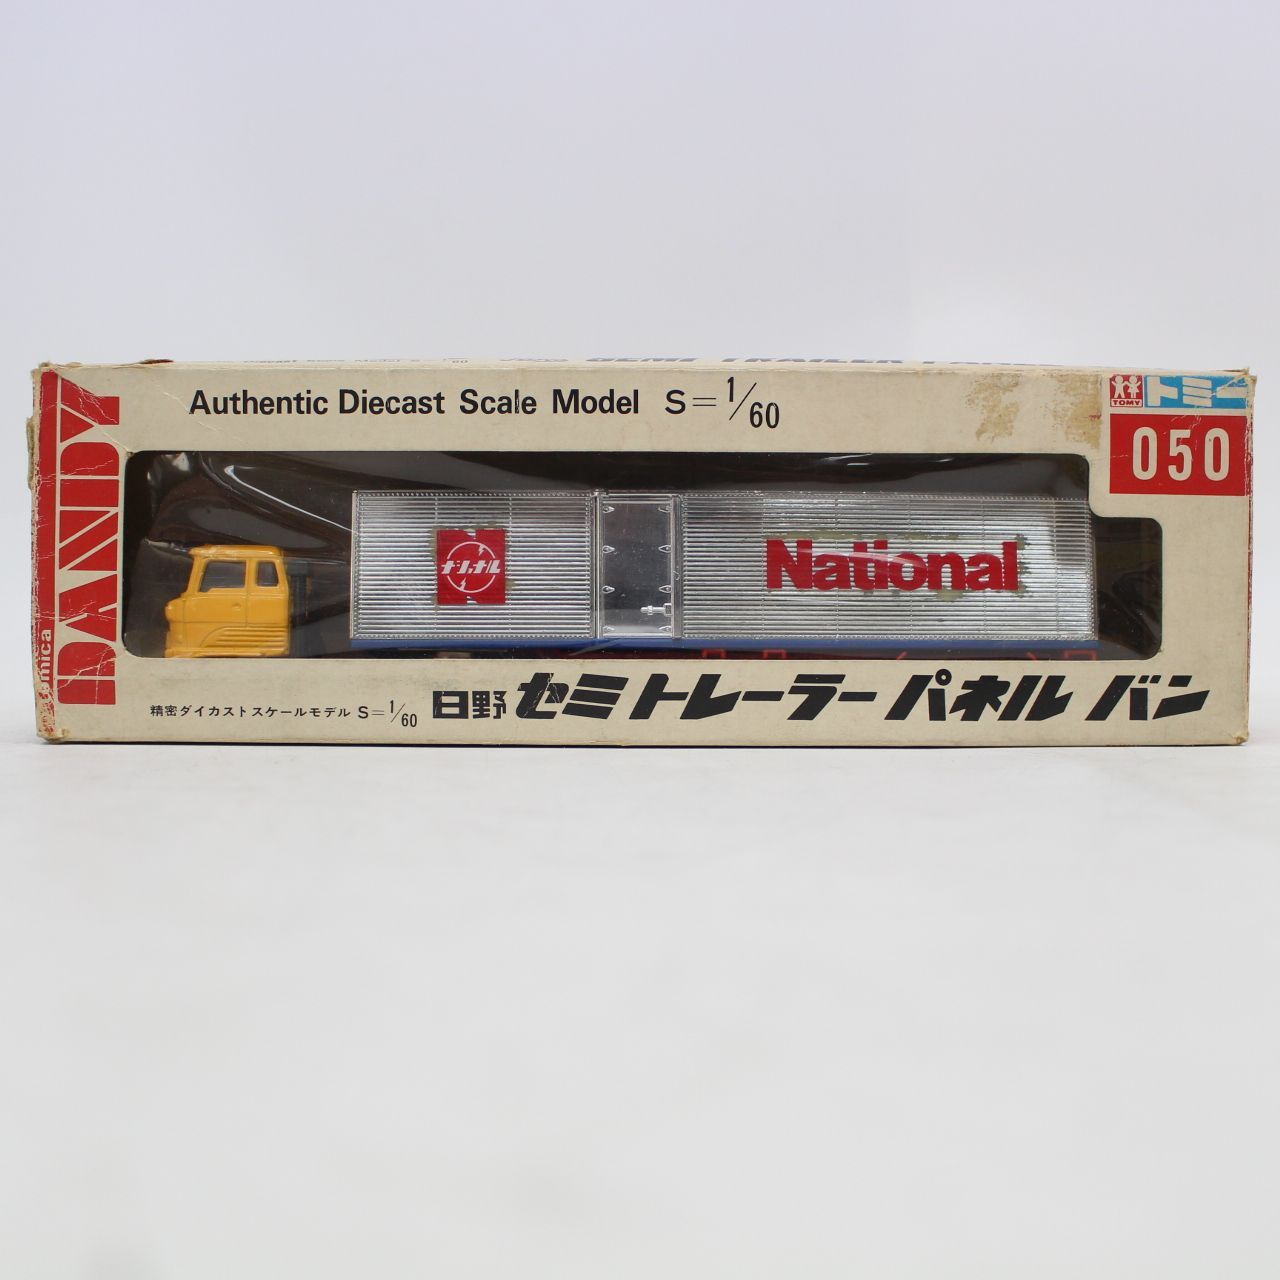 Authentic Diecast Scale Model S=1/60
トミー
TOMY
050
DANDY
tomica
ナショナル
National
精密ダイカストスケールモデル S=1/60
日野 セミトレーラー パネル バン